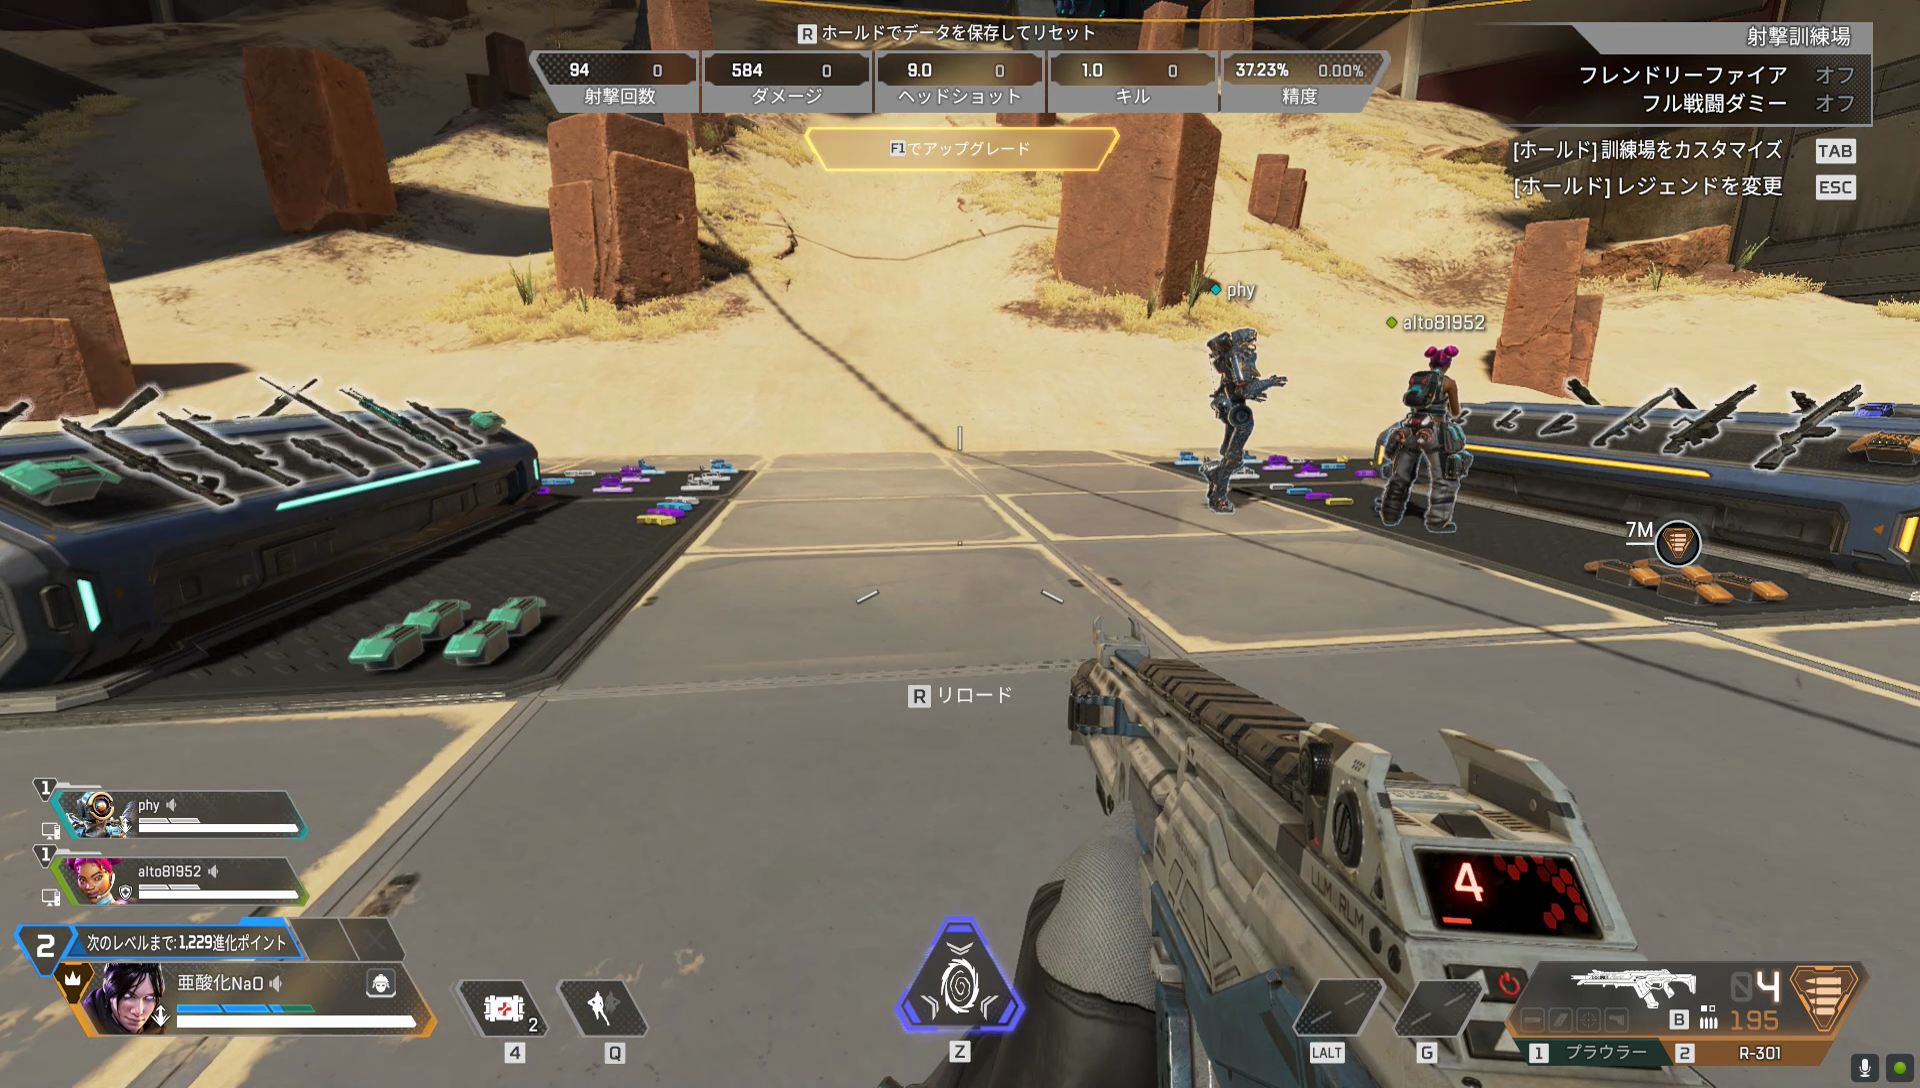 R ホールドでデータを保存してリセット
94 0 584 0 9.0 0 1.0 0 37.23% 0.00%
射撃回数 ダメージ ヘッドショット キル 精度
F1でアップグレード
射撃訓練場
フレンドリーファイア オフ
フル戦闘ダミー オフ
[ホールド]訓練場をカスタマイズ TAB
[ホールド]レジェンドを変更 ESC
phy
alto81952
7M
R リロード
1
phy
1
alto81952
2 次のレベルまで:1,229進化ポイント
亜酸化NaO
2
4
Q
Z
LALT
G
LLM RLM
4
04
B 195
1 プラウラー 2 R-301